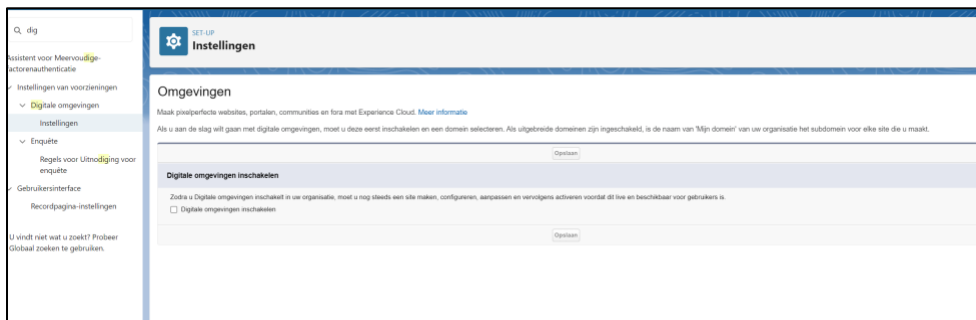 dig
Assistent voor Meervoudige-
factorenauthenticatie
Instellingen van voorzieningen
Digitale omgevingen
Instellingen
Enquête
Regels voor Uitnodiging voor
enquête
Gebruikersinterface
Recordpagina-instellingen
U vindt niet wat u zoekt? Probeer
Globaal zoeken te gebruiken.
SET-UP
Instellingen
Omgevingen
Maak pixelperfecte websites, portalen, communities en fora met Experience Cloud. Meer informatie
Als u aan de slag wilt gaan met digitale omgevingen, moet u deze eerst inschakelen en een domein selecteren. Als uitgebreide domeinen zijn ingeschakeld, is de naam van 'Mijn domein' van uw organisatie het subdomein voor elke site die u maakt.
Opslaan
Digitale omgevingen inschakelen
Zodra u Digitale omgevingen inschakelt in uw organisatie, moet u nog steeds een site maken, configureren, aanpassen en vervolgens activeren voordat dit live en beschikbaar voor gebruikers is.
Digitale omgevingen inschakelen
Opslaan